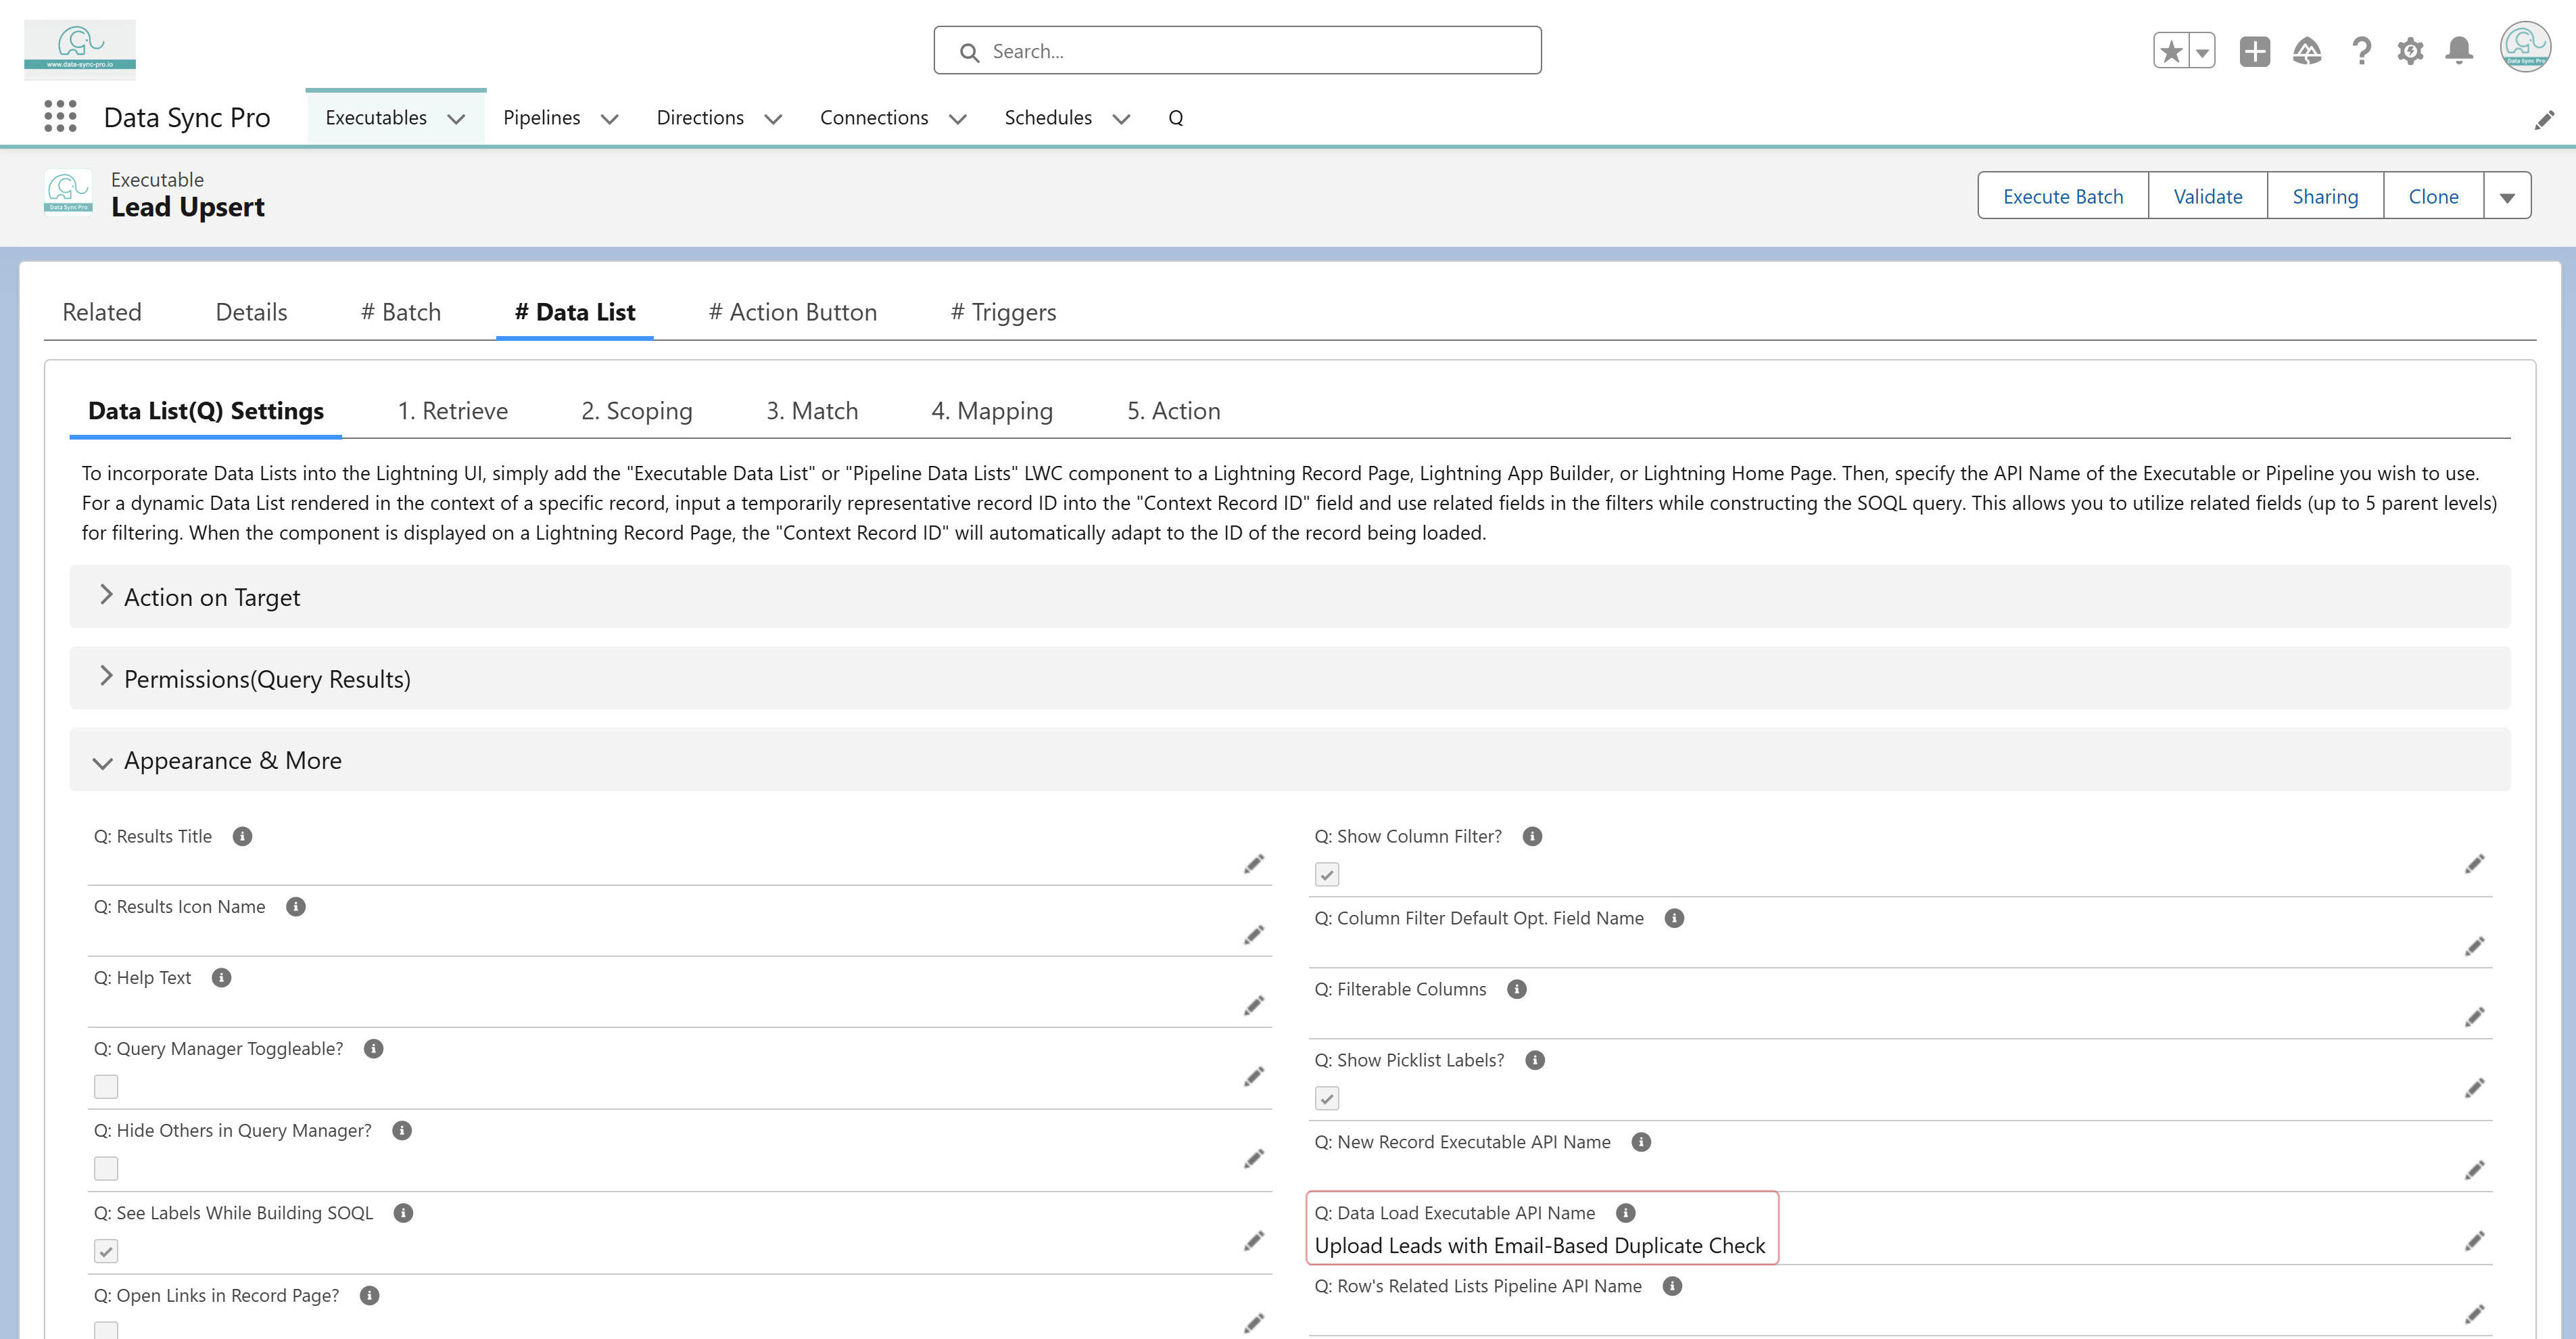 www.data-sync-pro.io
Search...
Data Sync Pro
Data Sync Pro
Executables
Pipelines
Directions
Connections
Schedules
Q
Data Sync Pro
Executable
Lead Upsert
Execute Batch
Validate
Sharing
Clone
Related
Details
# Batch
# Data List
# Action Button
# Triggers
Data List(Q) Settings
1. Retrieve
2. Scoping
3. Match
4. Mapping
5. Action
To incorporate Data Lists into the Lightning UI, simply add the "Executable Data List" or "Pipeline Data Lists" LWC component to a Lightning Record Page, Lightning App Builder, or Lightning Home Page. Then, specify the API Name of the Executable or Pipeline you wish to use.
For a dynamic Data List rendered in the context of a specific record, input a temporarily representative record ID into the "Context Record ID" field and use related fields in the filters while constructing the SOQL query. This allows you to utilize related fields (up to 5 parent levels)
for filtering. When the component is displayed on a Lightning Record Page, the "Context Record ID" will automatically adapt to the ID of the record being loaded.
Action on Target
Permissions(Query Results)
Appearance & More
Q: Results Title
Q: Results Icon Name
Q: Help Text
Q: Query Manager Toggleable?
Q: Hide Others in Query Manager?
Q: See Labels While Building SOQL
Q: Open Links in Record Page?
Q: Show Column Filter?
Q: Column Filter Default Opt. Field Name
Q: Filterable Columns
Q: Show Picklist Labels?
Q: New Record Executable API Name
Q: Data Load Executable API Name
Upload Leads with Email-Based Duplicate Check
Q: Row's Related Lists Pipeline API Name